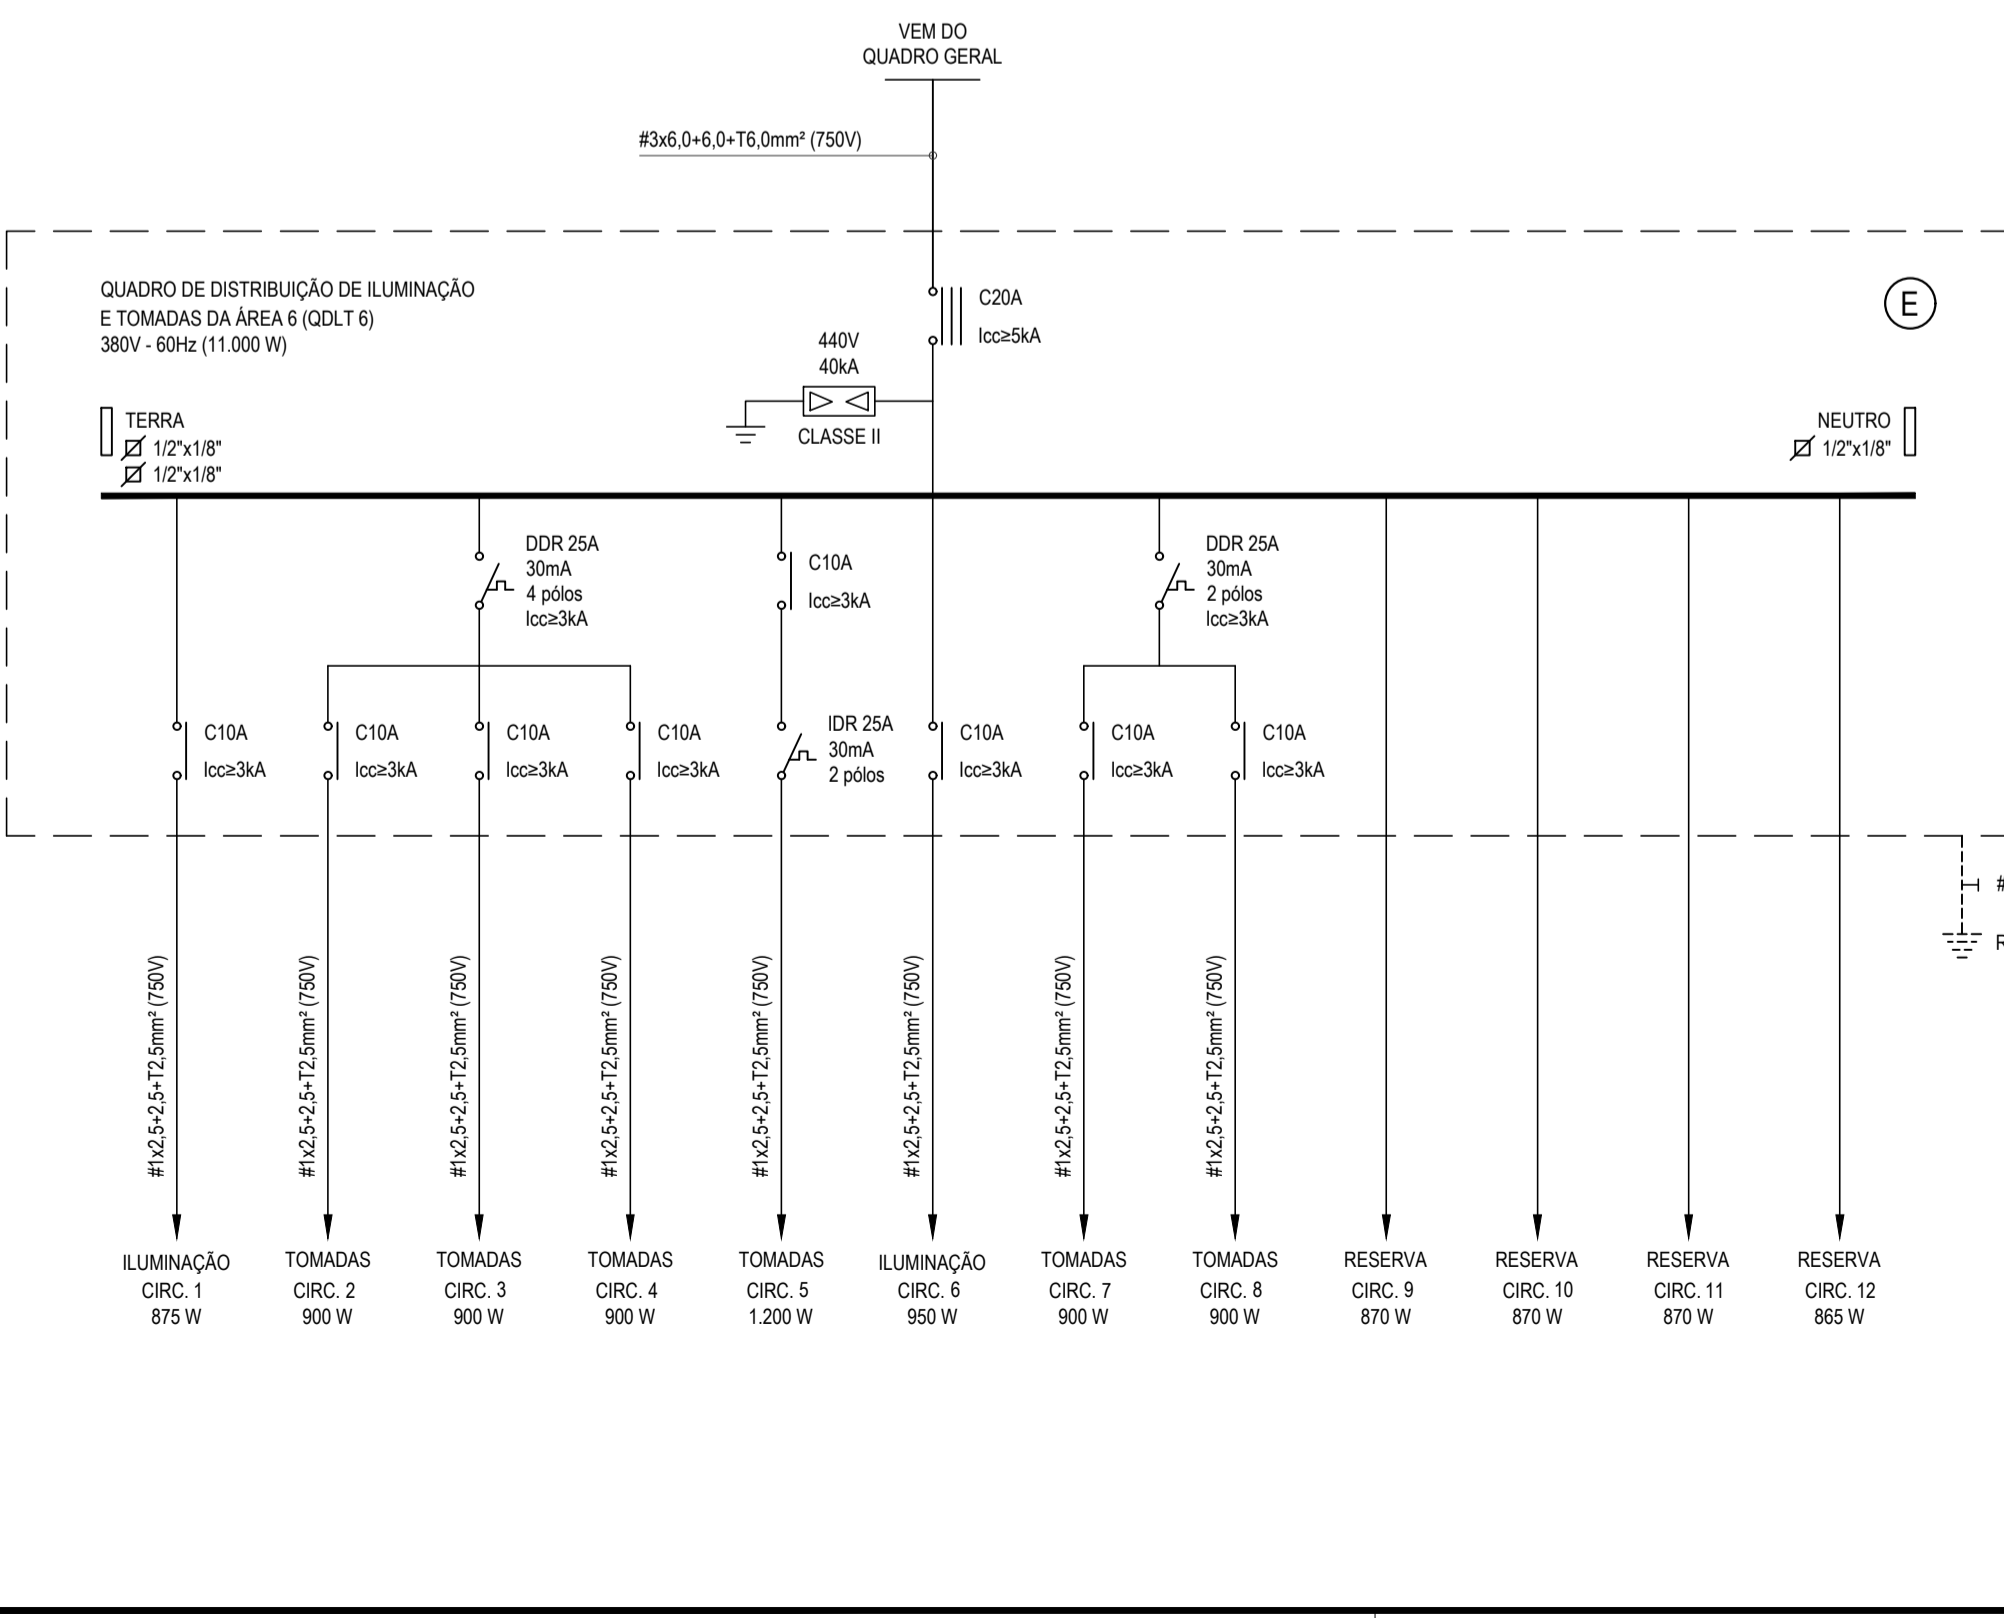 VEM DO
QUADRO GERAL
#3x6,0+6,0+T6,0mm² (750V)
QUADRO DE DISTRIBUIÇÃO DE ILUMINAÇÃO
E TOMADAS DA ÁREA 6 (QDLT 6)
380V - 60Hz (11.000 W)
C20A
Icc≥5kA
E
440V
40kA
CLASSE II
TERRA
1/2"x1/8"
1/2"x1/8"
NEUTRO
1/2"x1/8"
DDR 25A
30mA
4 pólos
Icc≥3kA
C10A
Icc≥3kA
DDR 25A
30mA
2 pólos
Icc≥3kA
C10A
Icc≥3kA
C10A
Icc≥3kA
C10A
Icc≥3kA
C10A
Icc≥3kA
IDR 25A
30mA
2 pólos
C10A
Icc≥3kA
C10A
Icc≥3kA
C10A
Icc≥3kA
#
R
#1x2,5+2,5+T2,5mm² (750V)
#1x2,5+2,5+T2,5mm² (750V)
#1x2,5+2,5+T2,5mm² (750V)
#1x2,5+2,5+T2,5mm² (750V)
#1x2,5+2,5+T2,5mm² (750V)
#1x2,5+2,5+T2,5mm² (750V)
#1x2,5+2,5+T2,5mm² (750V)
#1x2,5+2,5+T2,5mm² (750V)
ILUMINAÇÃO
CIRC. 1
875 W
TOMADAS
CIRC. 2
900 W
TOMADAS
CIRC. 3
900 W
TOMADAS
CIRC. 4
900 W
TOMADAS
CIRC. 5
1.200 W
ILUMINAÇÃO
CIRC. 6
950 W
TOMADAS
CIRC. 7
900 W
TOMADAS
CIRC. 8
900 W
RESERVA
CIRC. 9
870 W
RESERVA
CIRC. 10
870 W
RESERVA
CIRC. 11
870 W
RESERVA
CIRC. 12
865 W